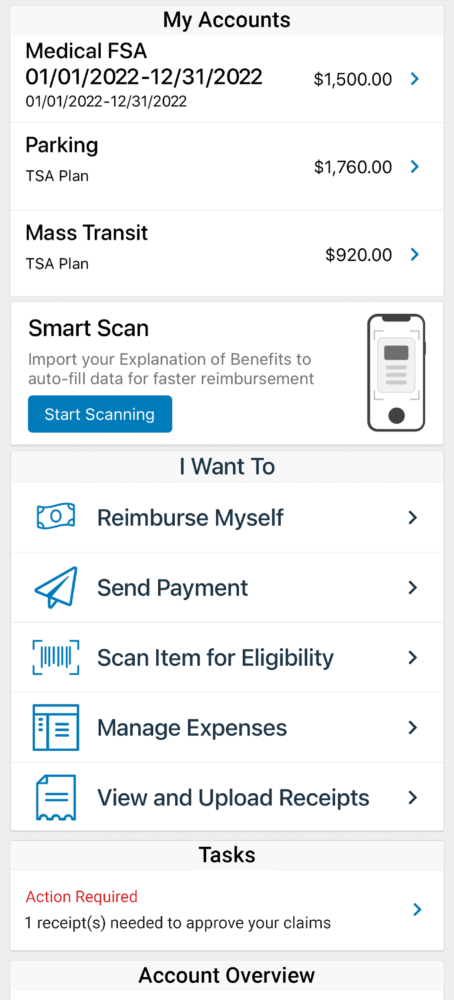 My Accounts
Medical FSA
01/01/2022-12/31/2022
01/01/2022-12/31/2022
$1,500.00
Parking
TSA Plan
$1,760.00
Mass Transit
TSA Plan
$920.00
Smart Scan
Import your Explanation of Benefits to
auto-fill data for faster reimbursement
Start Scanning
I Want To
Reimburse Myself
Send Payment
Scan Item for Eligibility
Manage Expenses
View and Upload Receipts
Tasks
Action Required
1 receipt(s) needed to approve your claims
Account Overview